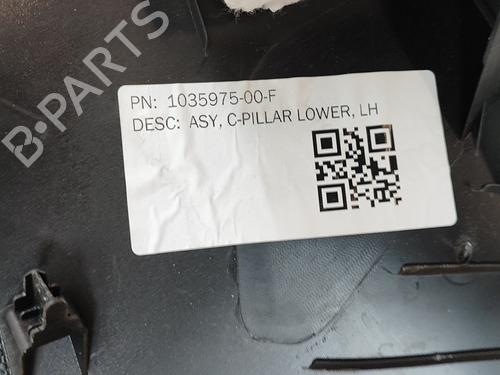 B-PARTS
PN: 1035975-00-F
DESC: ASY, C-PILLAR LOWER, LH